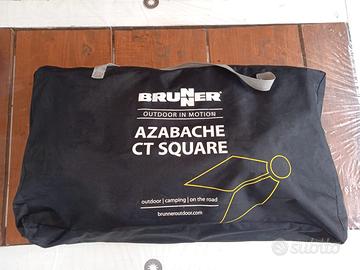 BRUNNER
OUTDOOR IN MOTION
AZABACHE
CT SQUARE
outdoor | camping | on the road
brunneroutdoor.com
subito